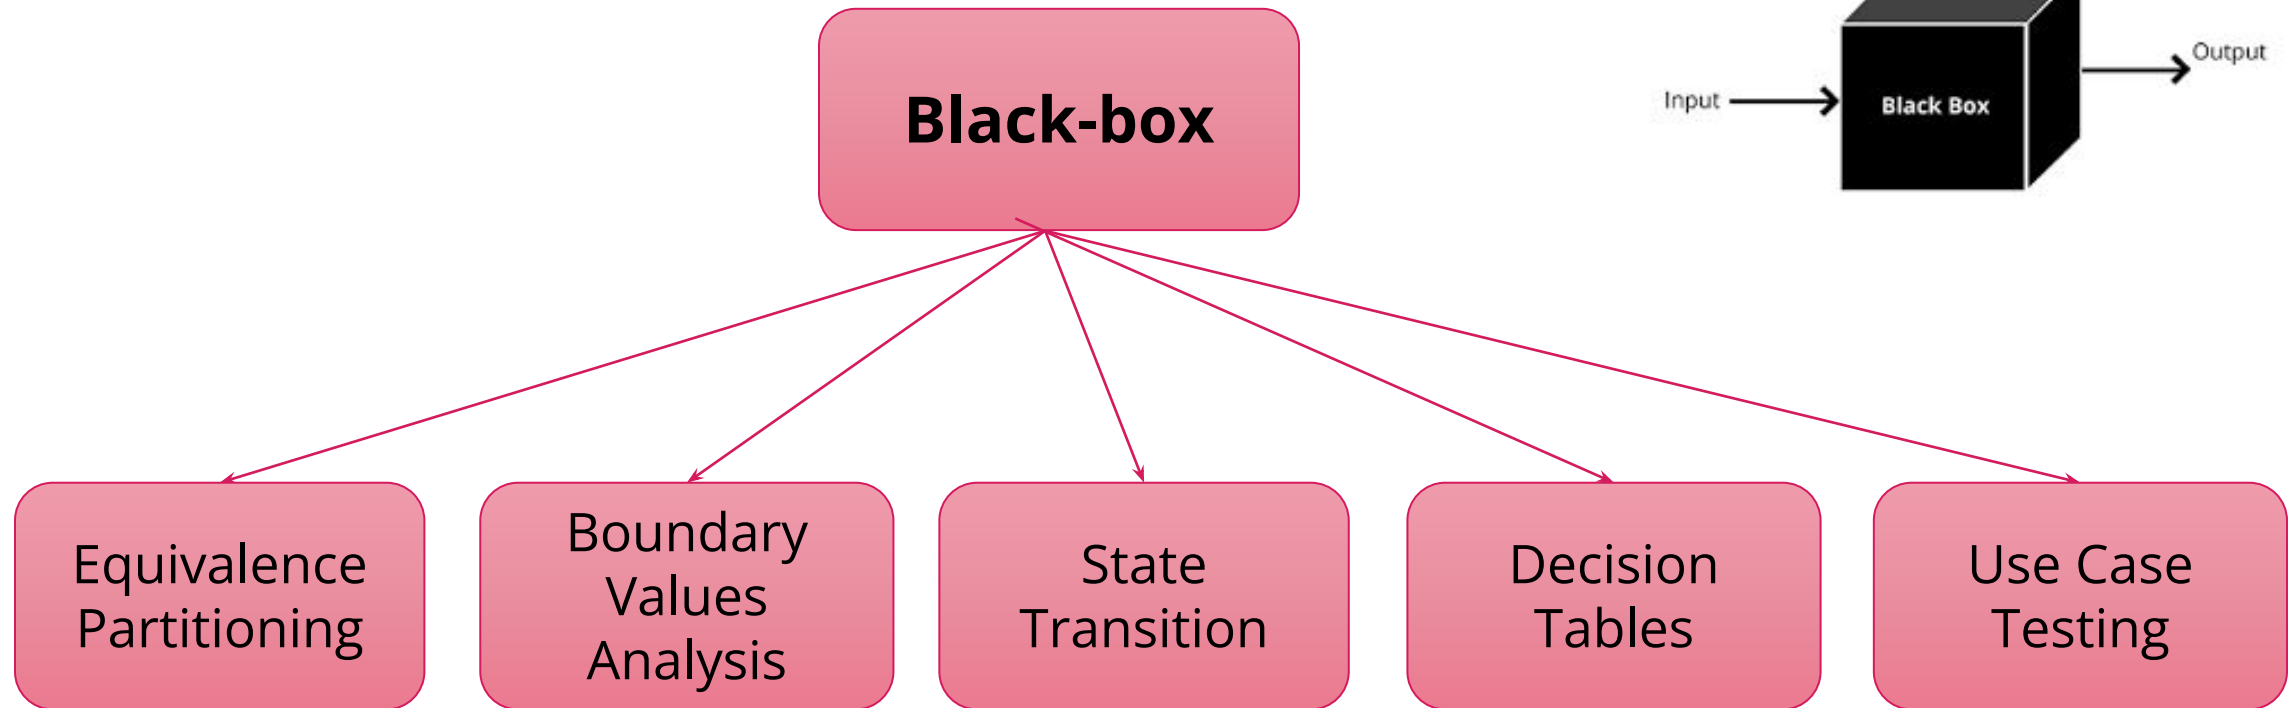 Black-box
Input
Black Box
Output
Equivalence
Partitioning
Boundary
Values
Analysis
State
Transition
Decision
Tables
Use Case
Testing